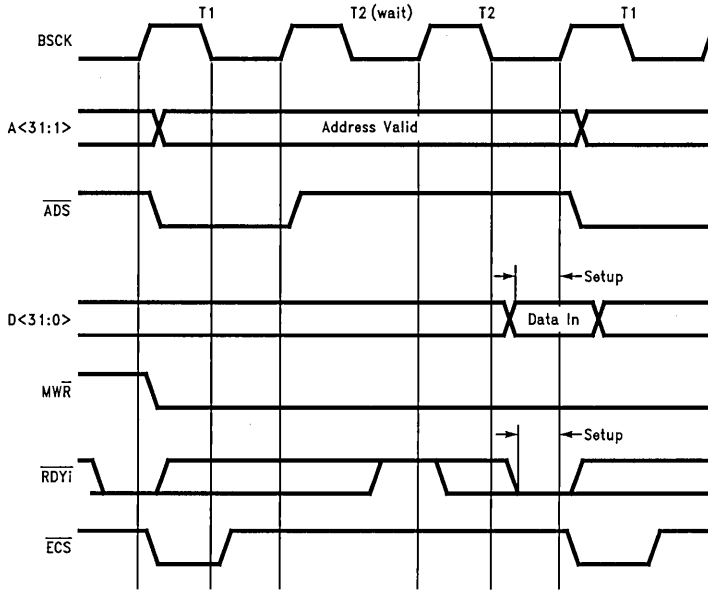 T1 T2 (wait) T2 T1
BSCK
A<31:1> Address Valid
ADS
Setup
D<31:0> Data In
MWR
Setup
RDYi
ECS